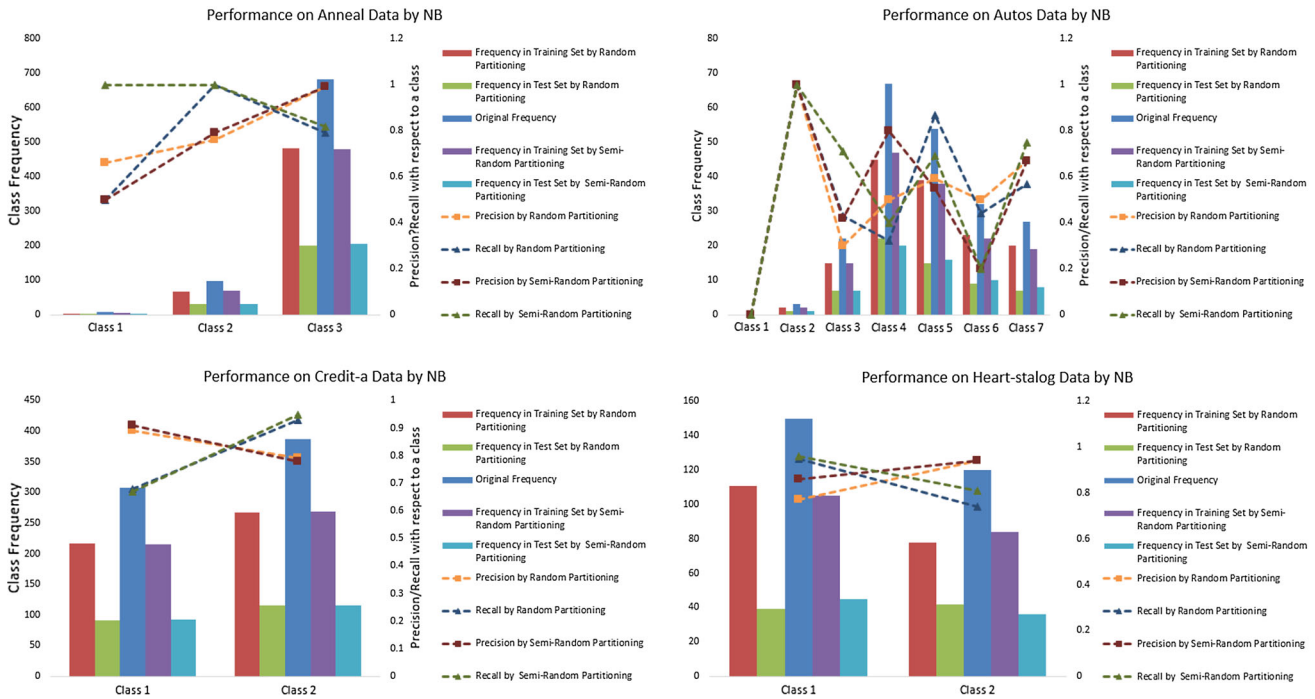 Performance on Anneal Data by NB
800
700
600
500
400
300
200
100
0
Class Frequency
Class 1
Class 2
Class 3
1.2
1
0.8
0.6
0.4
0.2
0
Precision?Recall with respect to a class
Frequency in Training Set by Random
Partitioning
Frequency in Test Set by Random
Partitioning
Original Frequency
Frequency in Training Set by Semi-
Random Partitioning
Frequency in Test Set by Semi-Random
Partitioning
Precision by Random Partitioning
Recall by Random Partitioning
Precision by Semi-Random Partitioning
Recall by Semi-Random Partitioning
Performance on Autos Data by NB
80
70
60
50
40
30
20
10
0
Class Frequency
Class 1
Class 2
Class 3
Class 4
Class 5
Class 6
Class 7
1.2
1
0.8
0.6
0.4
0.2
0
Precision/Recall with respect to a class
Frequency in Training Set by Random
Partitioning
Frequency in Test Set by Random
Partitioning
Original Frequency
Frequency in Training Set by Semi-
Random Partitioning
Frequency in Test Set by Semi-Random
Partitioning
Precision by Random Partitioning
Recall by Random Partitioning
Precision by Semi-Random Partitioning
Recall by Semi-Random Partitioning
Performance on Credit-a Data by NB
450
400
350
300
250
200
150
100
50
0
Class Frequency
Class 1
Class 2
1
0.9
0.8
0.7
0.6
0.5
0.4
0.3
0.2
0.1
0
Precision/Recall with respect to a class
Frequency in Training Set by Random
Partitioning
Frequency in Test Set by Random
Partitioning
Original Frequency
Frequency in Training Set by Semi-
Random Partitioning
Frequency in Test Set by Semi-Random
Partitioning
Precision by Random Partitioning
Recall by Random Partitioning
Precision by Semi-Random Partitioning
Recall by Semi-Random Partitioning
Performance on Heart-stalog Data by NB
160
140
120
100
80
60
40
20
0
Class 1
Class 2
1.2
1
0.8
0.6
0.4
0.2
0
Frequency in Training Set by Random
Partitioning
Frequency in Test Set by Random
Partitioning
Original Frequency
Frequency in Training Set by Semi-
Random Partitioning
Frequency in Test Set by Semi-Random
Partitioning
Precision by Random Partitioning
Recall by Random Partitioning
Precision by Semi-Random Partitioning
Recall by Semi-Random Partitioning